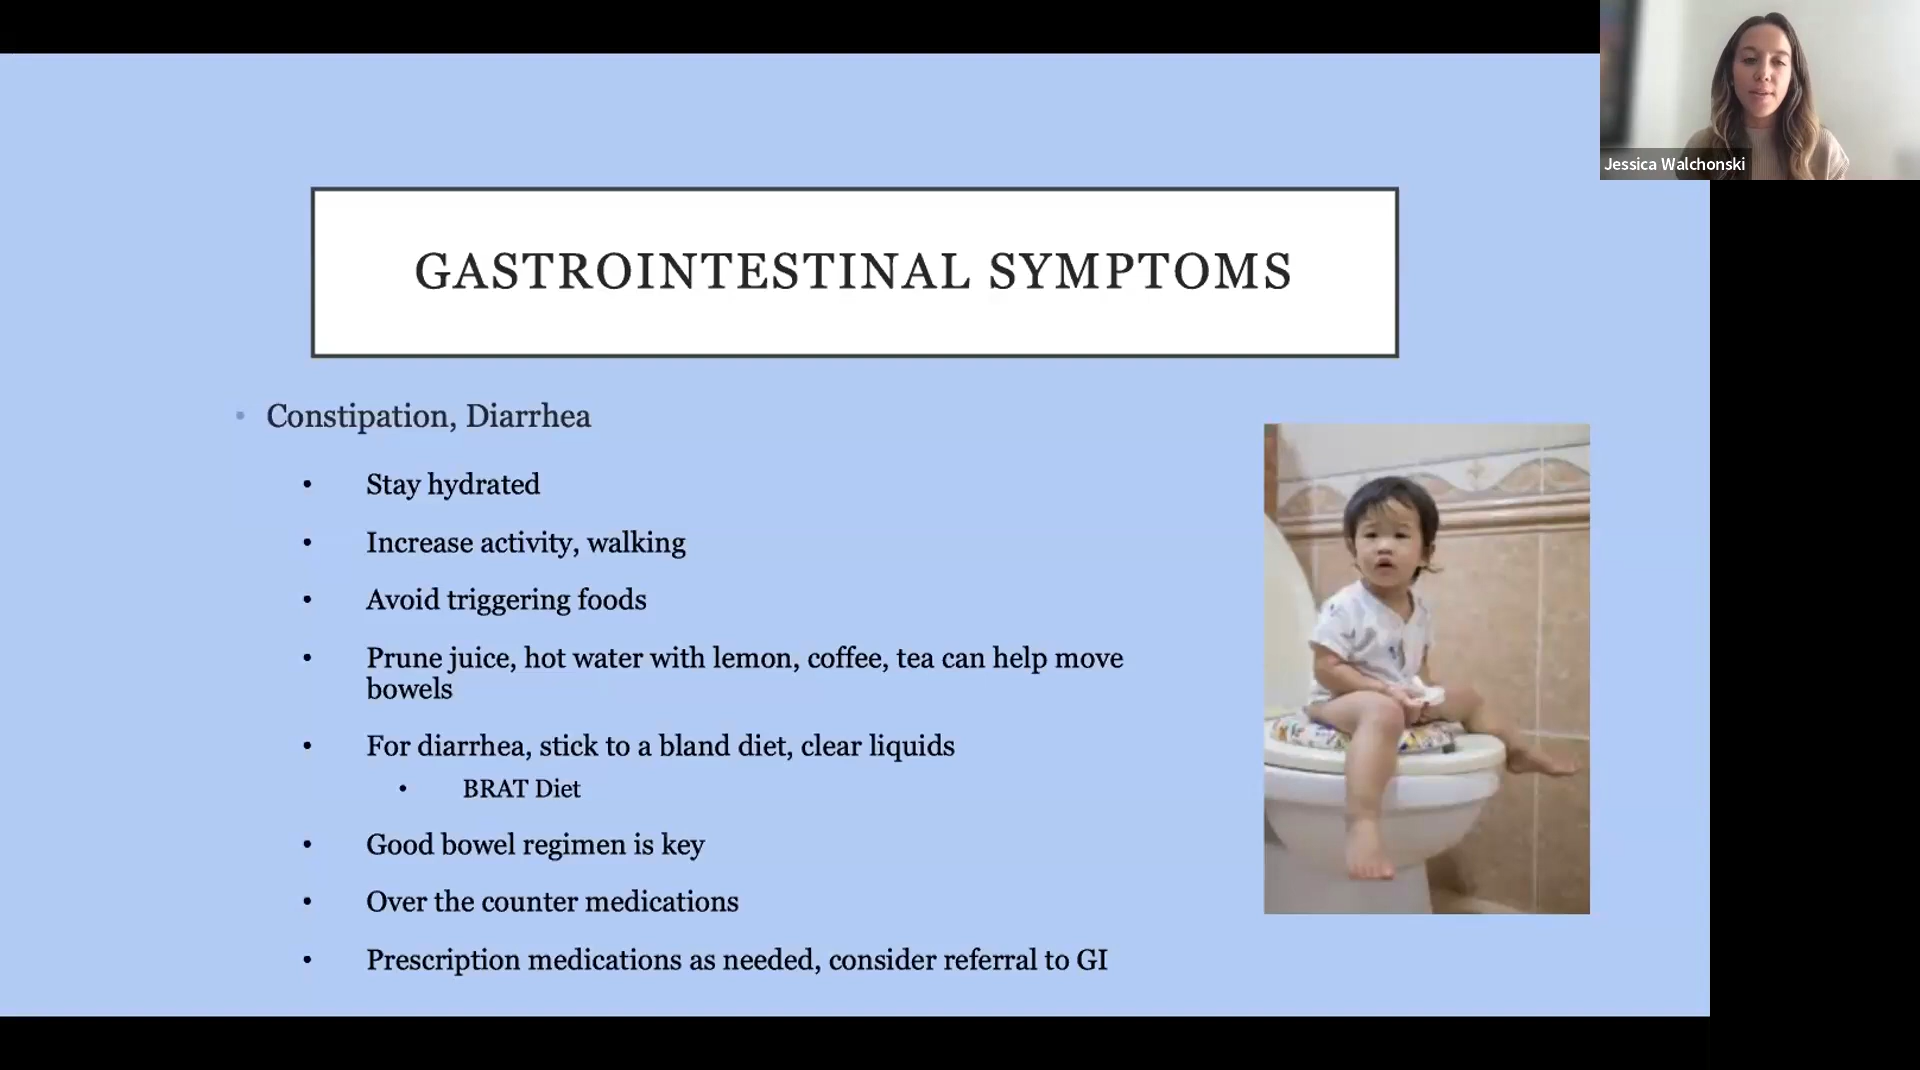 Jessica Walchonski
GASTROINTESTINAL SYMPTOMS
• Constipation, Diarrhea
• Stay hydrated
• Increase activity, walking
• Avoid triggering foods
• Prune juice, hot water with lemon, coffee, tea can help move
bowels
• For diarrhea, stick to a bland diet, clear liquids
• BRAT Diet
• Good bowel regimen is key
• Over the counter medications
• Prescription medications as needed, consider referral to GI